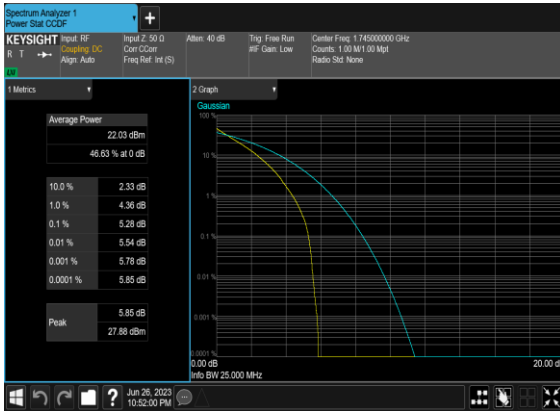 Spectrum Analyzer 1
Power Stat CCDF
KEYSIGHT
R T
LV
Input: RF
Coupling: DC
Align: Auto
Input Z: 50 Ω
Corr CCorr
Freq Ref: Int (S)
Atten: 40 dB
Trig: Free Run
#IF Gain: Low
Center Freq: 1.745000000 GHz
Counts: 1.00 M/1.00 Mpt
Radio Std: None
1 Metrics
Average Power
22.03 dBm
46.63 % at 0 dB
10.0 % 2.33 dB
1.0 % 4.36 dB
0.1 % 5.28 dB
0.01 % 5.54 dB
0.001 % 5.78 dB
0.0001 % 5.85 dB
Peak
5.85 dB
27.88 dBm
2 Graph
Gaussian
100 %
10 %
1 %
0.1 %
0.01 %
0.001 %
0.0001 %
0.00 dB
20.00 d
Info BW 25.000 MHz
?
Jun 26, 2023
10:52:00 PM